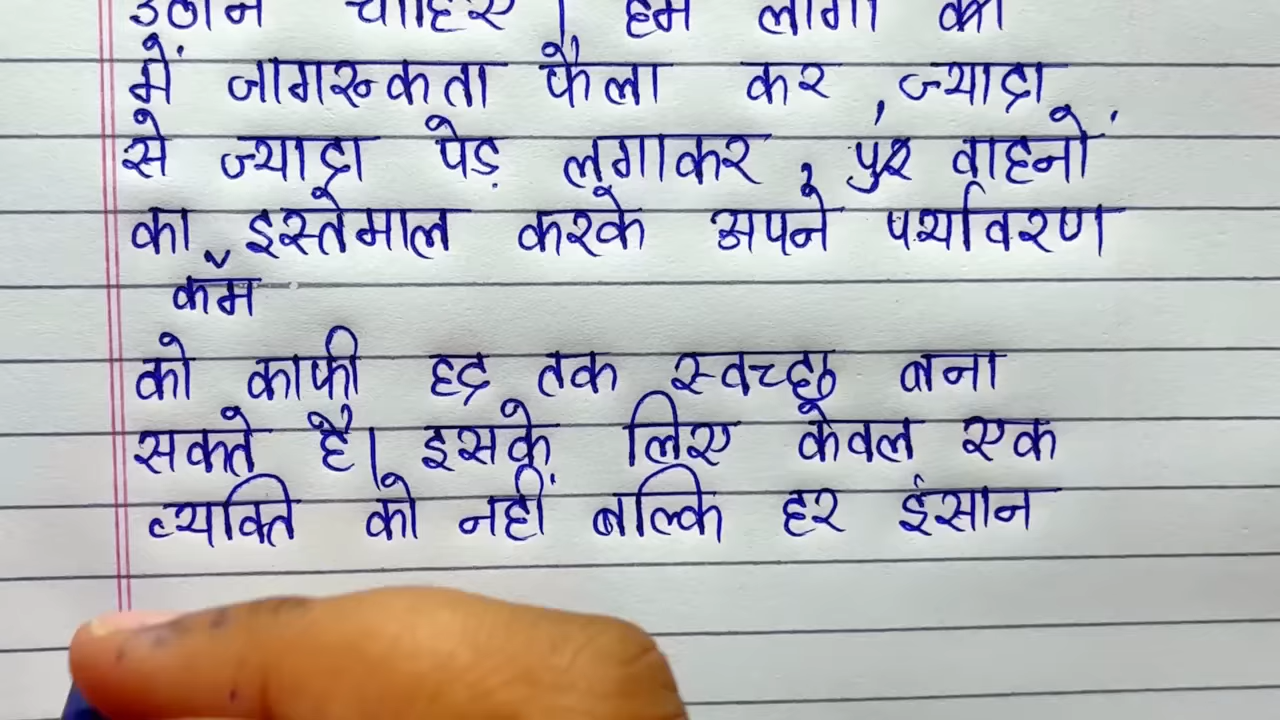 उठाने चाहिए। हम लोगों को
में जागरूकता फैला कर, ज्यादा
से ज्यादा पेड़ लगाकर, वाहनों
का इस्तेमाल करके अपने पर्यावरण
कम
को काफी हद तक स्वच्छ बना
सकते है। इसके लिए केवल एक
व्यक्ति को नहीं बल्कि हर इंसान